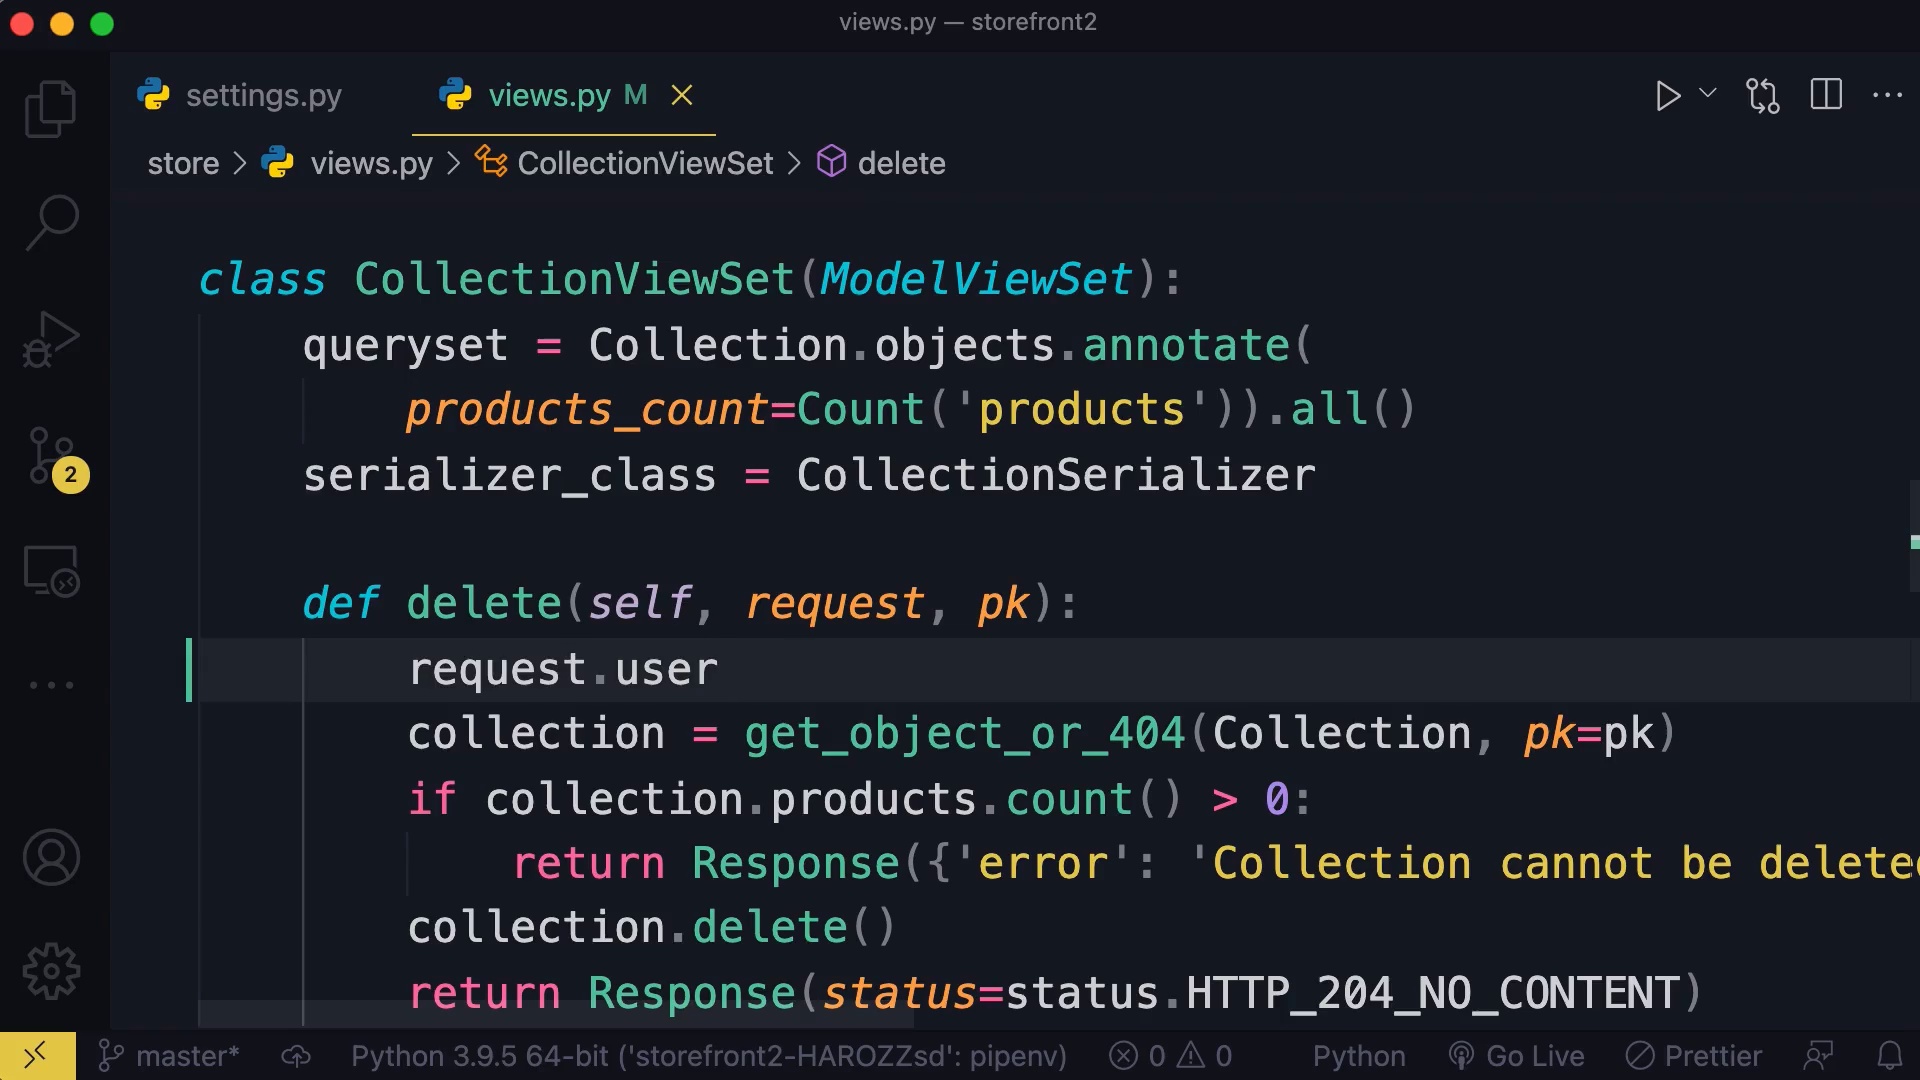 views.py — storefront2
settings.py
views.py M
store > views.py > CollectionViewSet > delete
class CollectionViewSet(ModelViewSet):
queryset = Collection.objects.annotate(
products_count=Count('products')).all()
serializer_class = CollectionSerializer
def delete(self, request, pk):
request.user
collection = get_object_or_404(Collection, pk=pk)
if collection.products.count() > 0:
return Response({'error': 'Collection cannot be delete
collection.delete()
return Response(status=status.HTTP_204_NO_CONTENT)
2
master* Python 3.9.5 64-bit ('storefront2-HAROZZsd': pipenv) 0 0 Python Go Live Prettier